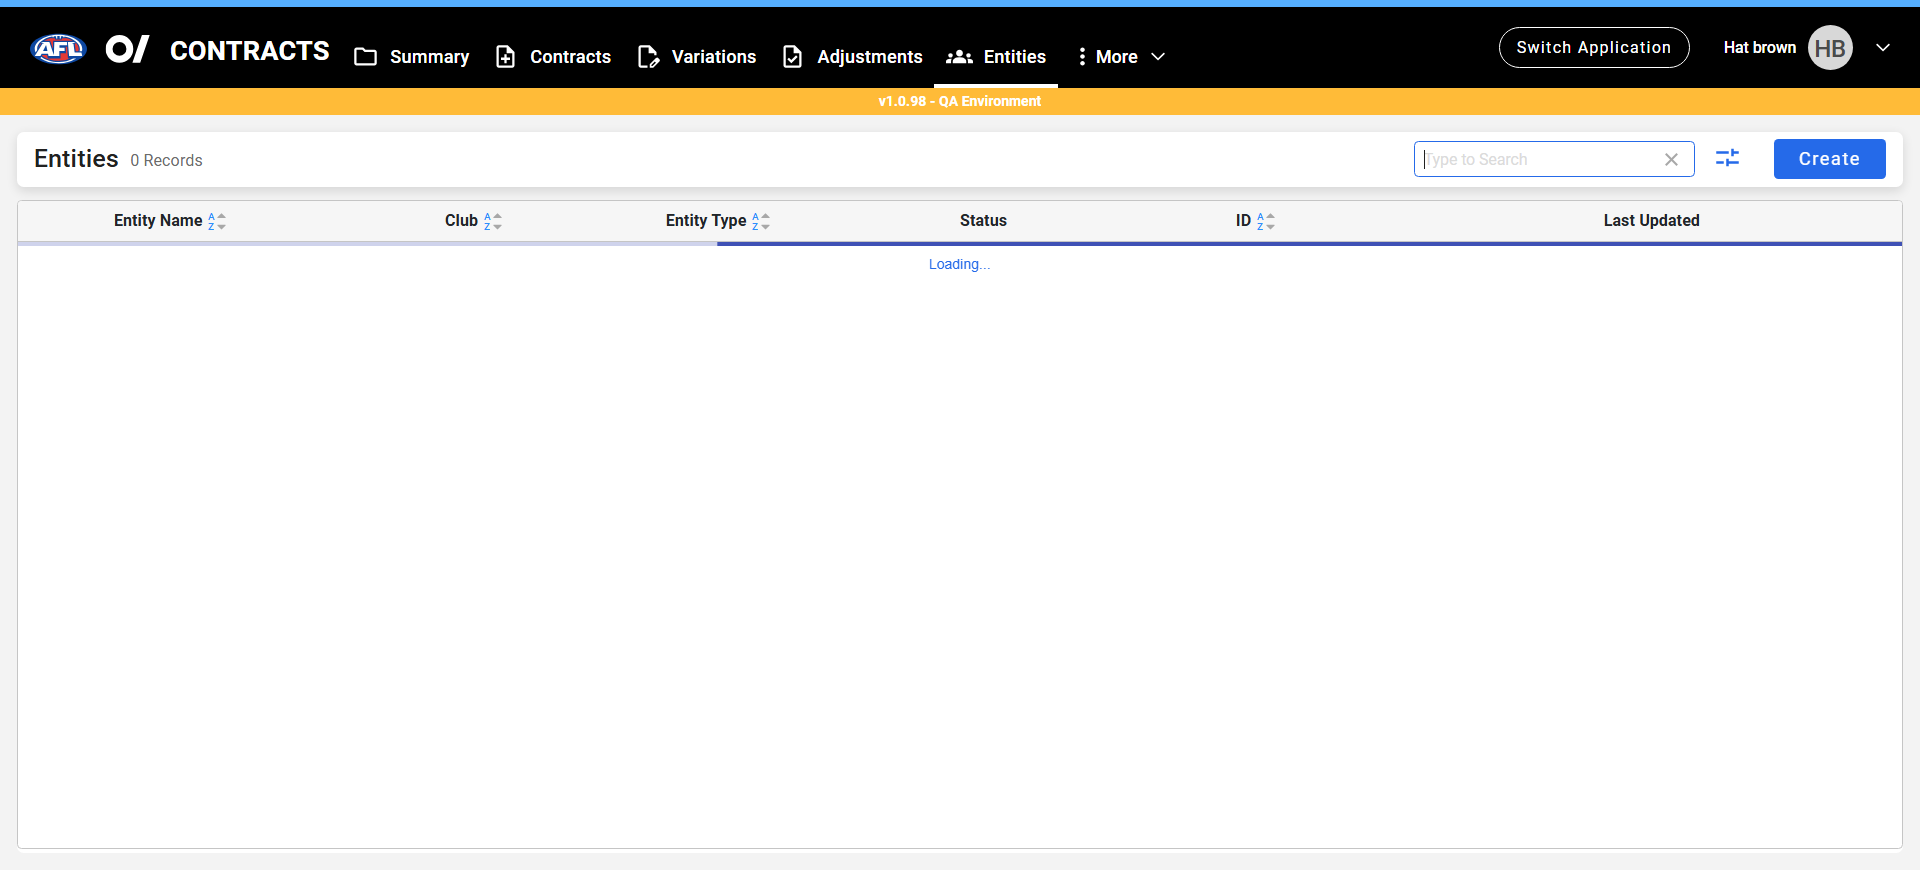 AFL
CONTRACTS
Summary
Contracts
Variations
Adjustments
Entities
More
Switch Application
Hat brown
HB
v1.0.98 - QA Environment
Entities
0 Records
Type to Search
Create
Entity Name
Club
Entity Type
Status
ID
Last Updated
Loading...